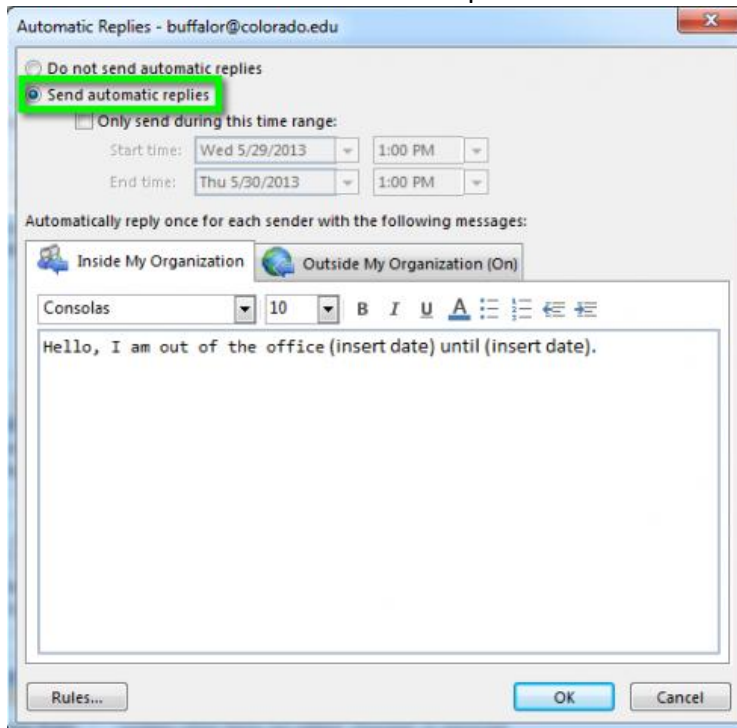 Automatic Replies - buffalor@colorado.edu
Do not send automatic replies
Send automatic replies
Only send during this time range:
Start time: Wed 5/29/2013 1:00 PM
End time: Thu 5/30/2013 1:00 PM
Automatically reply once for each sender with the following messages:
Inside My Organization Outside My Organization (On)
Consolas 10 B I U A
Hello, I am out of the office (insert date) until (insert date).
Rules... OK Cancel